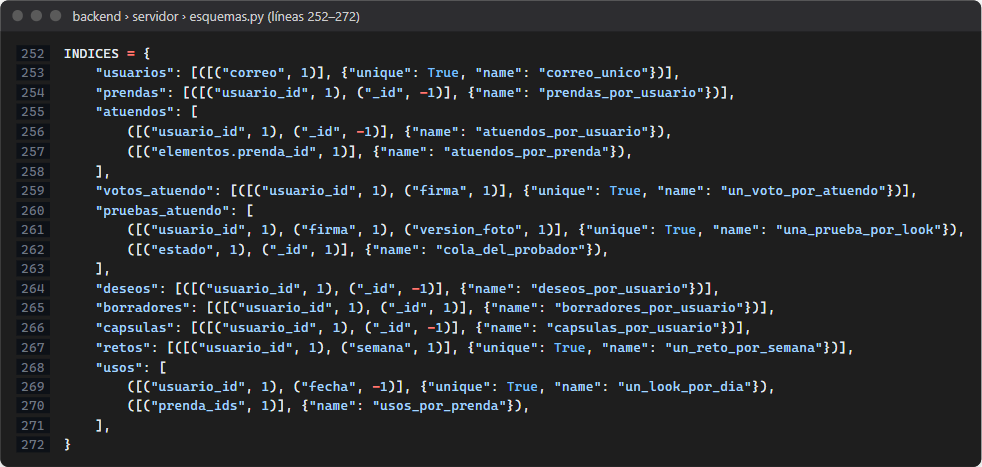 backend › servidor › esquemas.py (líneas 252–272)
252 INDICES = {
253     "usuarios": [([("correo", 1)], {"unique": True, "name": "correo_unico"})],
254     "prendas": [([("usuario_id", 1), ("_id", -1)], {"name": "prendas_por_usuario"})],
255     "atuendos": [
256         ([("usuario_id", 1), ("_id", -1)], {"name": "atuendos_por_usuario"}),
257         ([("elementos.prenda_id", 1)], {"name": "atuendos_por_prenda"}),
258     ],
259     "votos_atuendo": [([("usuario_id", 1), ("firma", 1)], {"unique": True, "name": "un_voto_por_atuendo"})],
260     "pruebas_atuendo": [
261         ([("usuario_id", 1), ("firma", 1), ("version_foto", 1)], {"unique": True, "name": "una_prueba_por_look"}),
262         ([("estado", 1), ("_id", 1)], {"name": "cola_del_probador"}),
263     ],
264     "deseos": [([("usuario_id", 1), ("_id", -1)], {"name": "deseos_por_usuario"})],
265     "borradores": [([("usuario_id", 1), ("_id", 1)], {"name": "borradores_por_usuario"})],
266     "capsulas": [([("usuario_id", 1), ("_id", -1)], {"name": "capsulas_por_usuario"})],
267     "retos": [([("usuario_id", 1), ("semana", 1)], {"unique": True, "name": "un_reto_por_semana"})],
268     "usos": [
269         ([("usuario_id", 1), ("fecha", -1)], {"unique": True, "name": "un_look_por_dia"}),
270         ([("prenda_ids", 1)], {"name": "usos_por_prenda"}),
271     ],
272 }